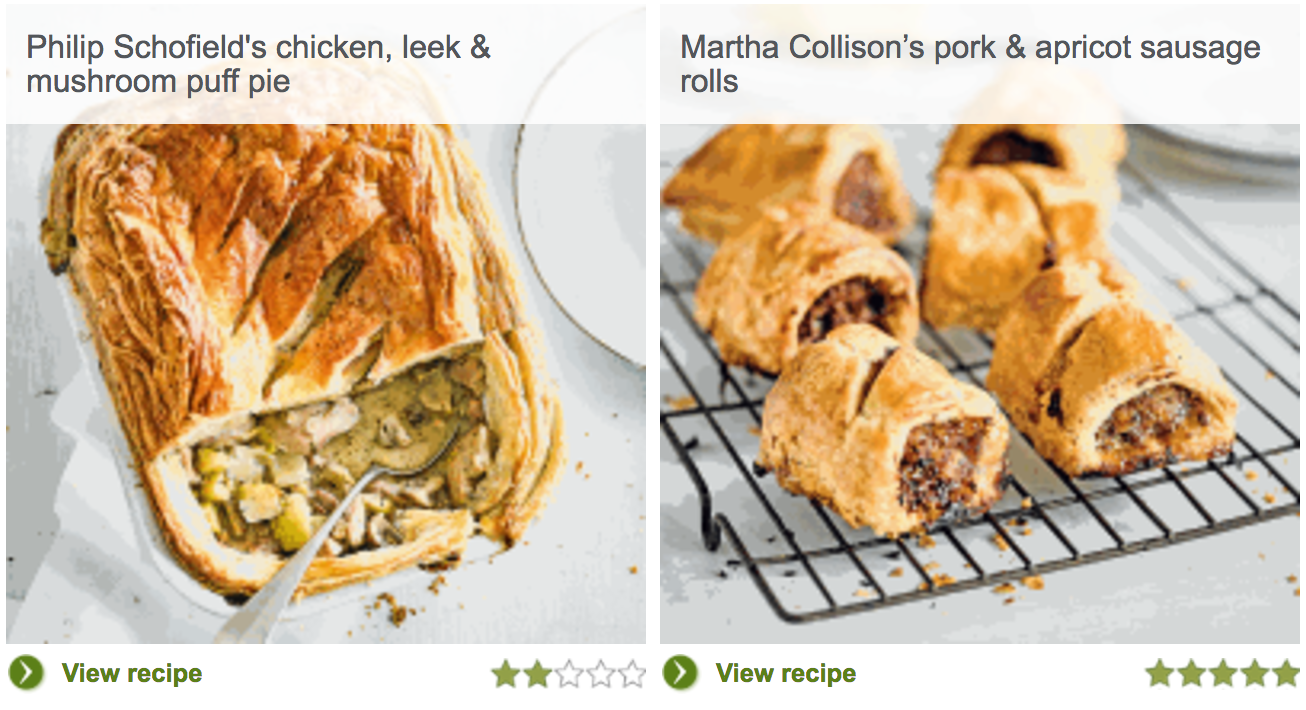 Philip Schofield's chicken, leek &
mushroom puff pie
Martha Collison’s pork & apricot sausage
rolls
View recipe
View recipe